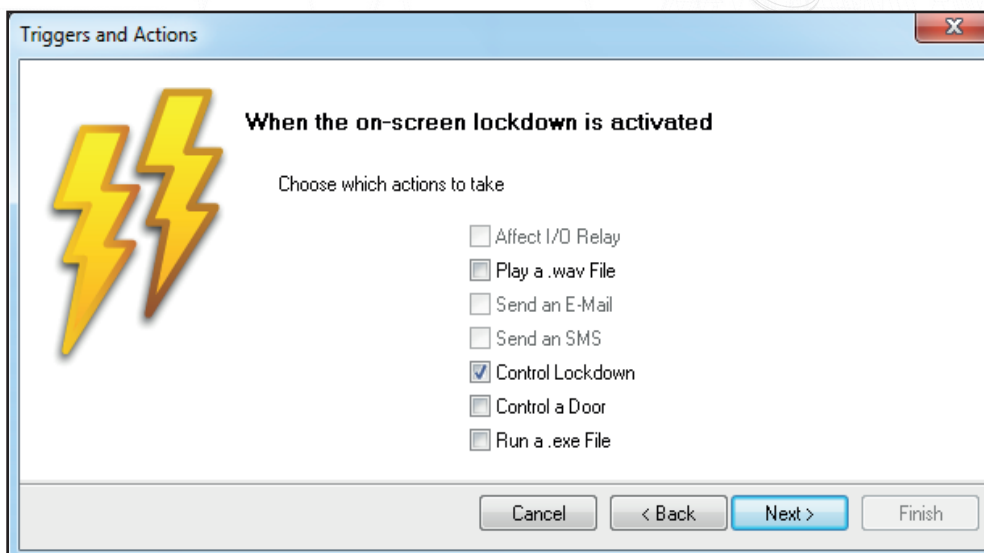 Triggers and Actions
x
When the on-screen lockdown is activated
Choose which actions to take
Affect I/O Relay
Play a .wav File
Send an E-Mail
Send an SMS
Control Lockdown
Control a Door
Run a .exe File
Cancel
< Back
Next >
Finish